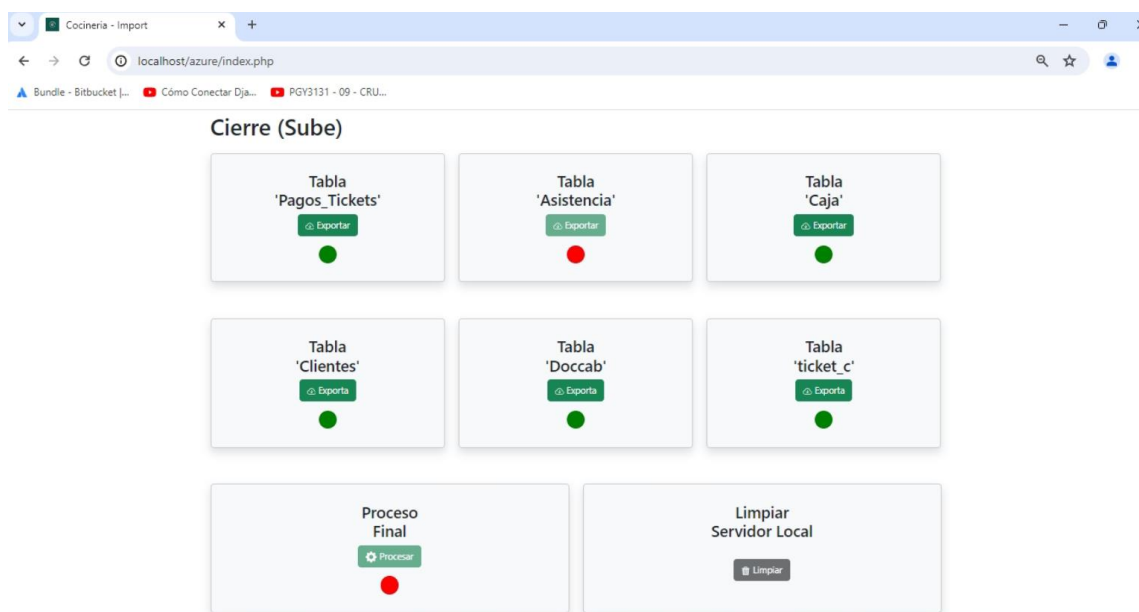 Cocineria - Import
localhost/azure/index.php
Bundle - Bitbucket |...
Cómo Conectar Dja...
PGY3131 - 09 - CRU...
Cierre (Sube)
Tabla
'Pagos_Tickets'
Exportar
Tabla
'Asistencia'
Exportar
Tabla
'Caja'
Exportar
Tabla
'Clientes'
Exporta
Tabla
'Doccab'
Exporta
Tabla
'ticket_c'
Exporta
Proceso
Final
Procesar
Limpiar
Servidor Local
Limpiar